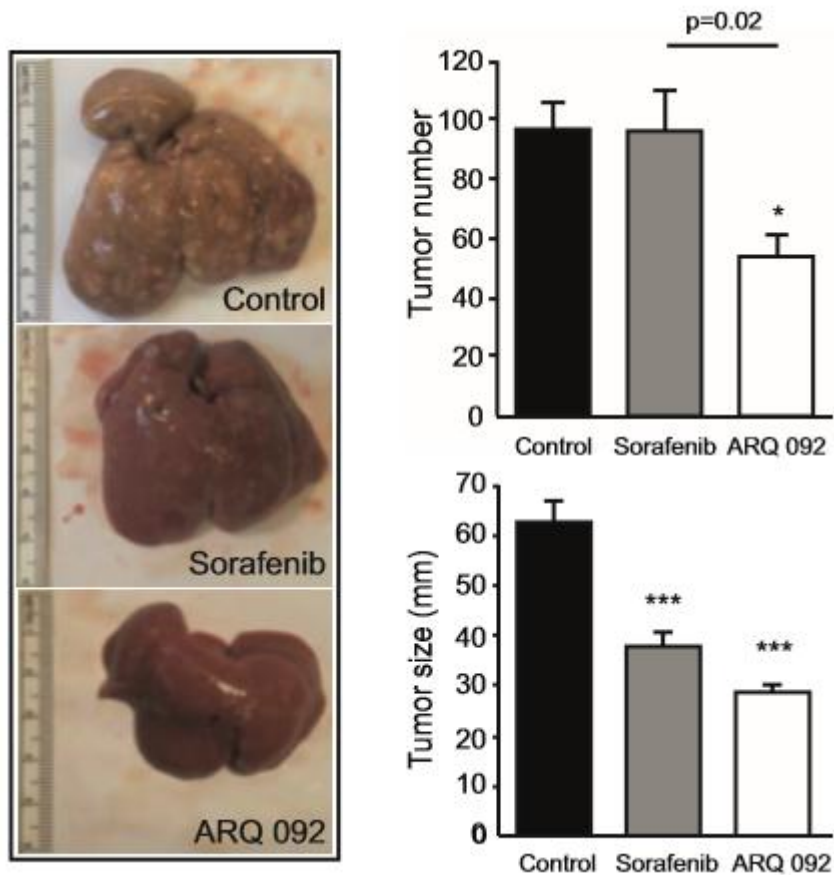 Control
Sorafenib
ARQ 092
p=0.02
Tumor number
120
100
80
60
40
20
0
*
Control Sorafenib ARQ 092
Tumor size (mm)
70
60
50
40
30
20
10
0
***
***
Control Sorafenib ARQ 092